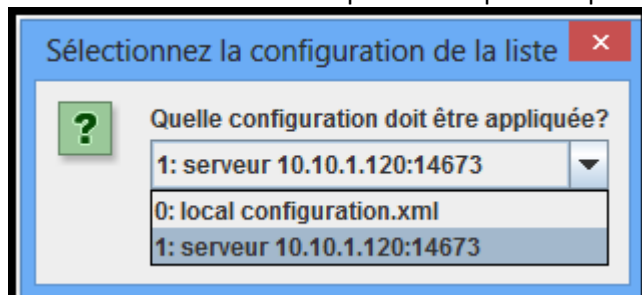 Sélectionnez la configuration de la liste
Quelle configuration doit être appliquée?
1: serveur 10.10.1.120:14673
0: local configuration.xml
1: serveur 10.10.1.120:14673